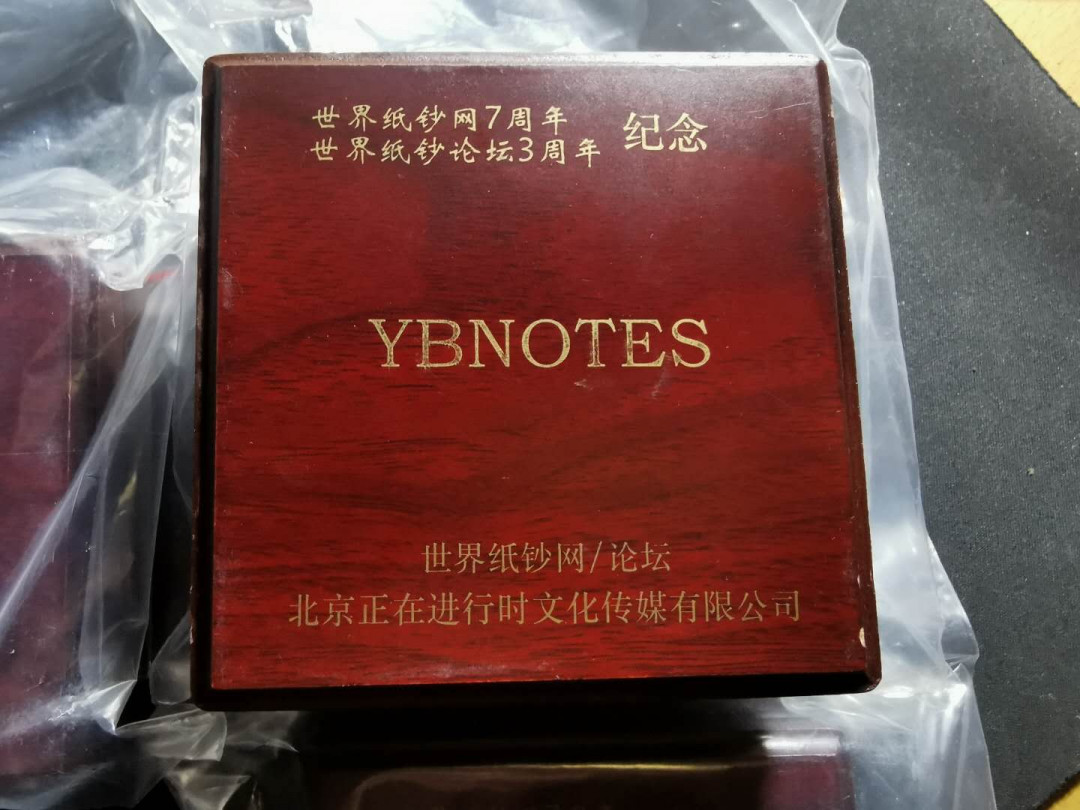 世界纸钞网7周年
世界纸钞论坛3周年
纪念
YBNOTES
世界纸钞网/论坛
北京正在进行时文化传媒有限公司